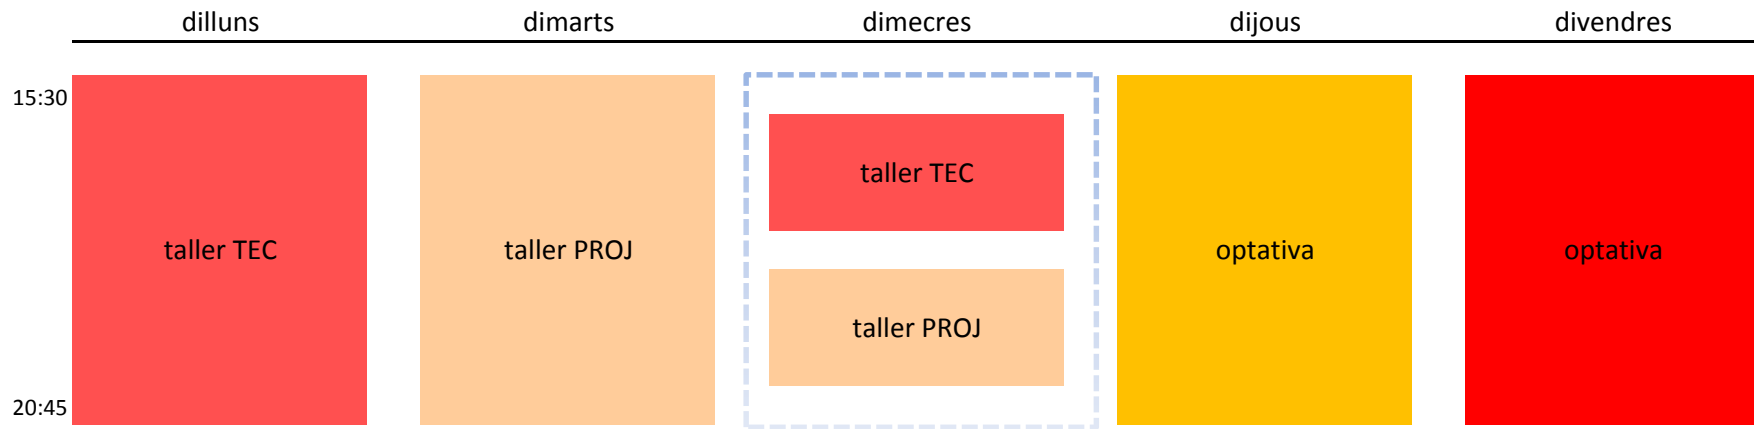 dilluns dimarts dimecres dijous divendres
15:30
taller TEC
taller TEC taller PROJ optativa optativa
taller PROJ
20:45